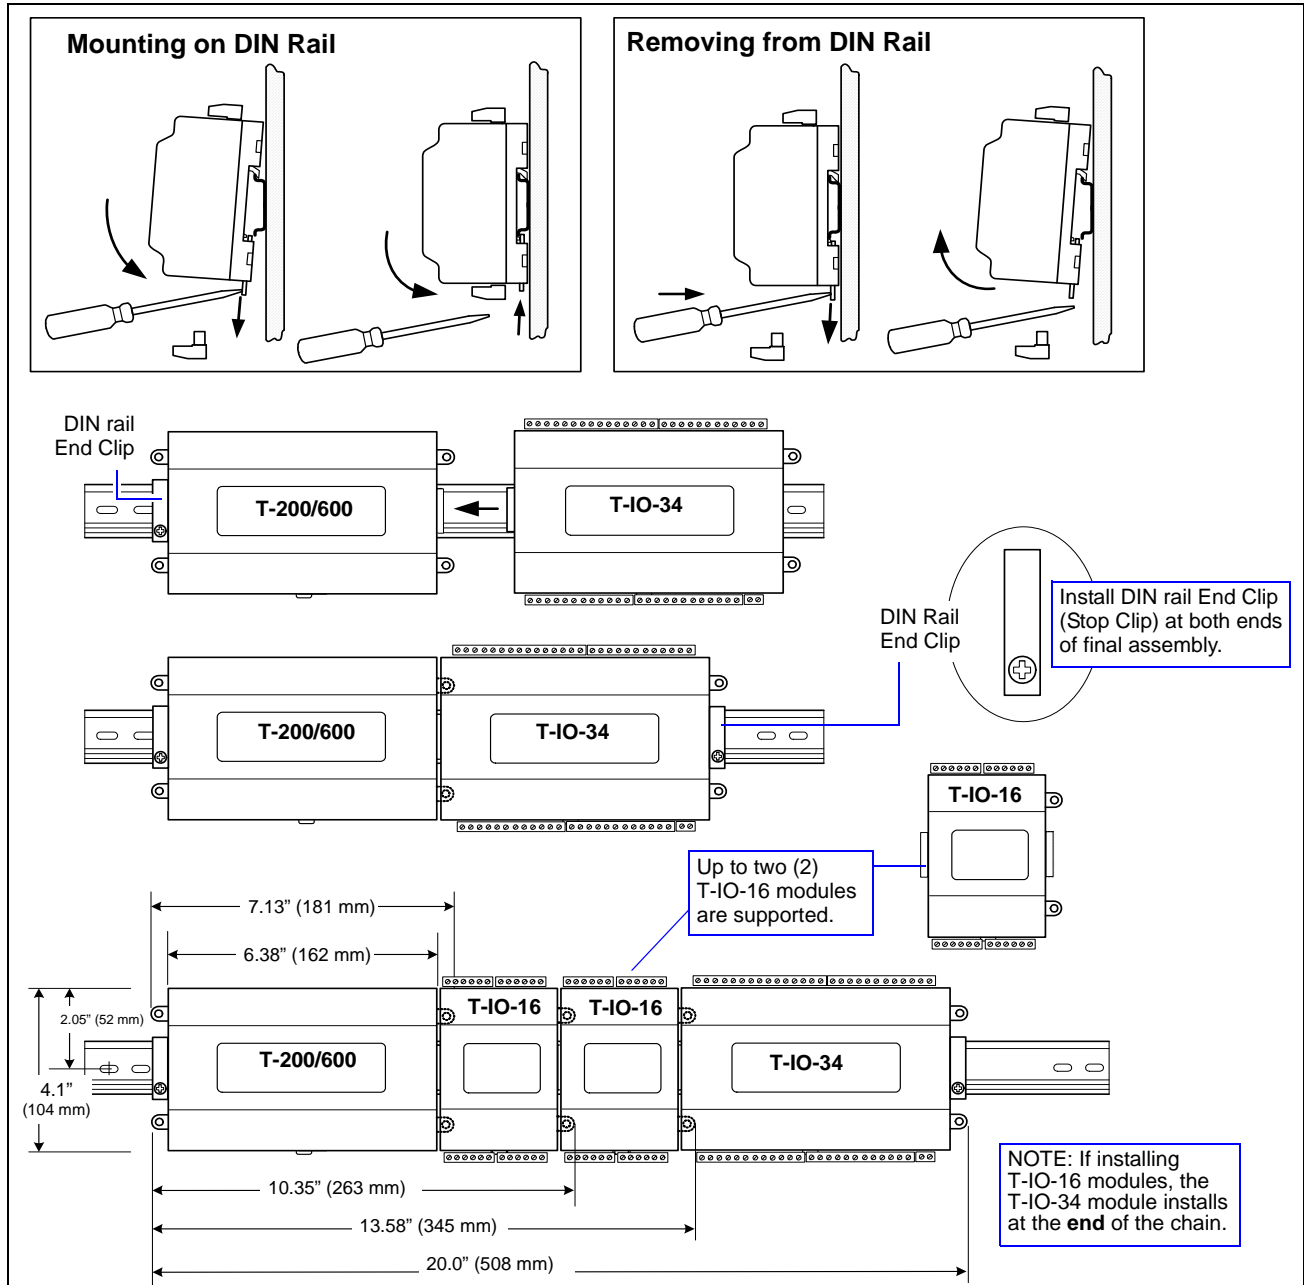 Mounting on DIN Rail
Removing from DIN Rail
DIN rail
End Clip
T-200/600
T-IO-34
DIN Rail
End Clip
Install DIN rail End Clip
(Stop Clip) at both ends
of final assembly.
T-200/600
T-IO-34
T-IO-16
Up to two (2)
T-IO-16 modules
are supported.
7.13” (181 mm)
6.38” (162 mm)
2.05” (52 mm)
4.1”
(104 mm)
T-200/600
T-IO-16
T-IO-16
T-IO-34
10.35” (263 mm)
13.58” (345 mm)
20.0” (508 mm)
NOTE: If installing
T-IO-16 modules, the
T-IO-34 module installs
at the end of the chain.